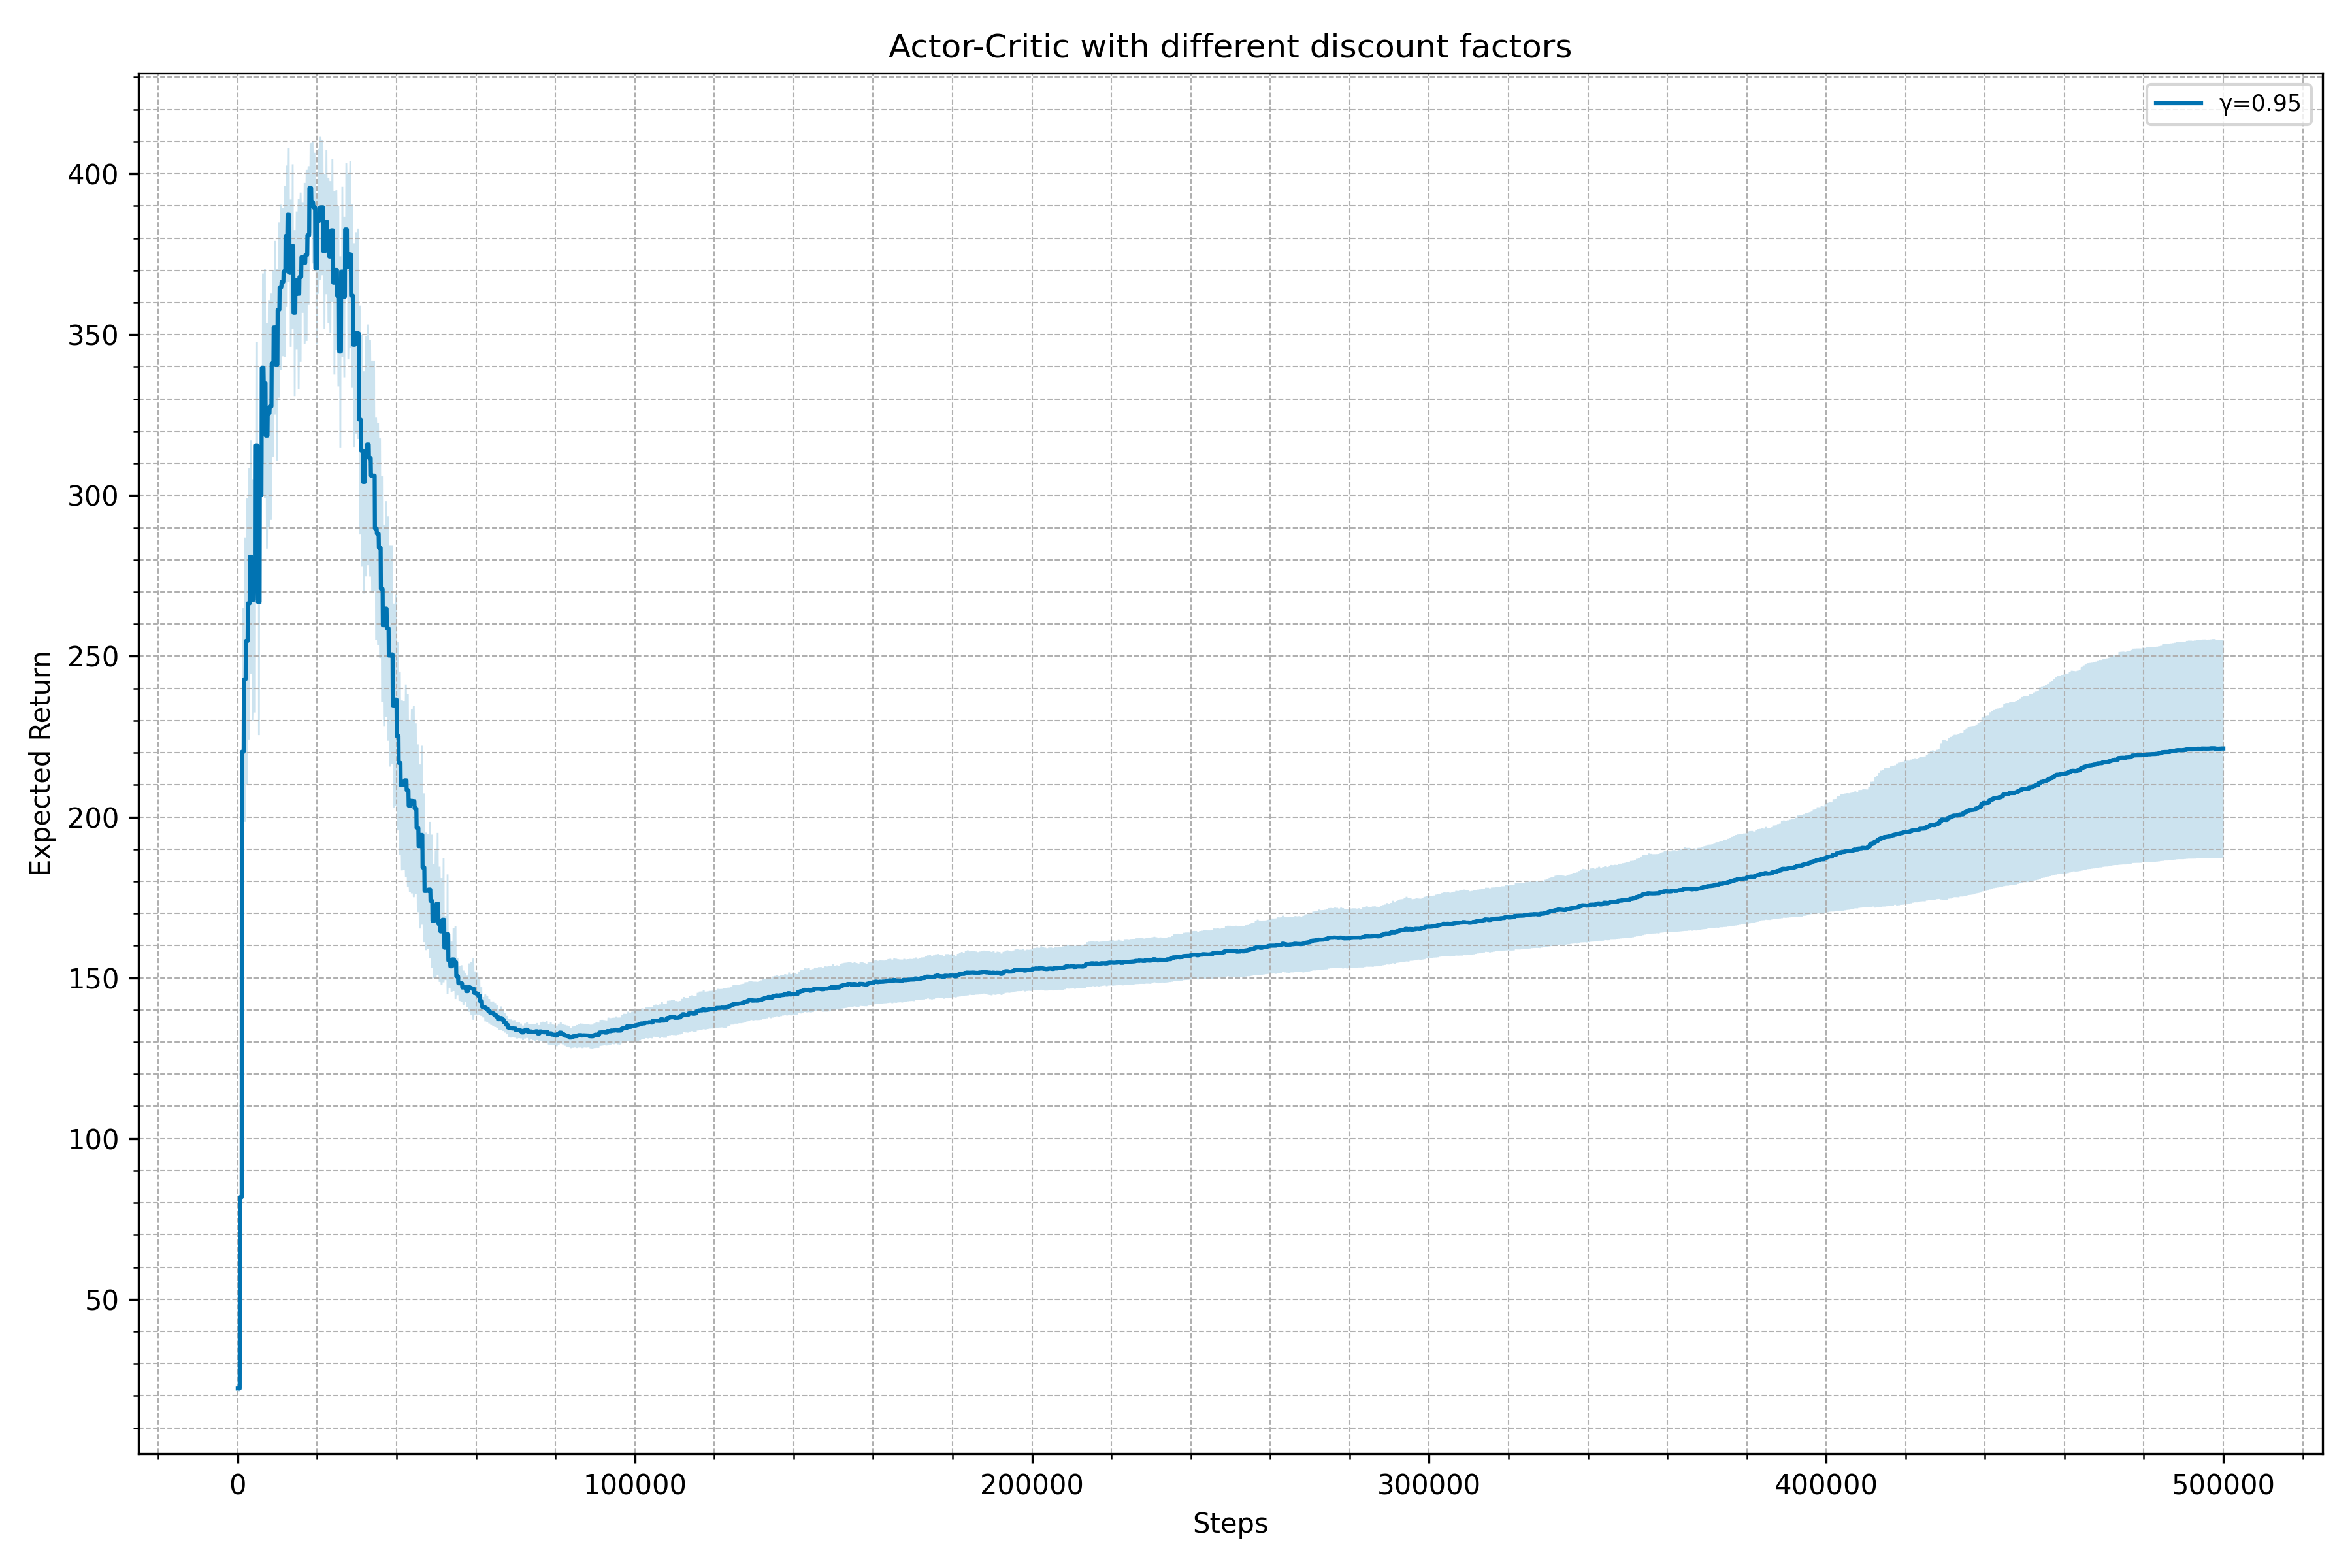 Actor-Critic with different discount factors
γ=0.95
Expected Return
400
350
300
250
200
150
100
50
0 100000 200000 300000 400000 500000
Steps